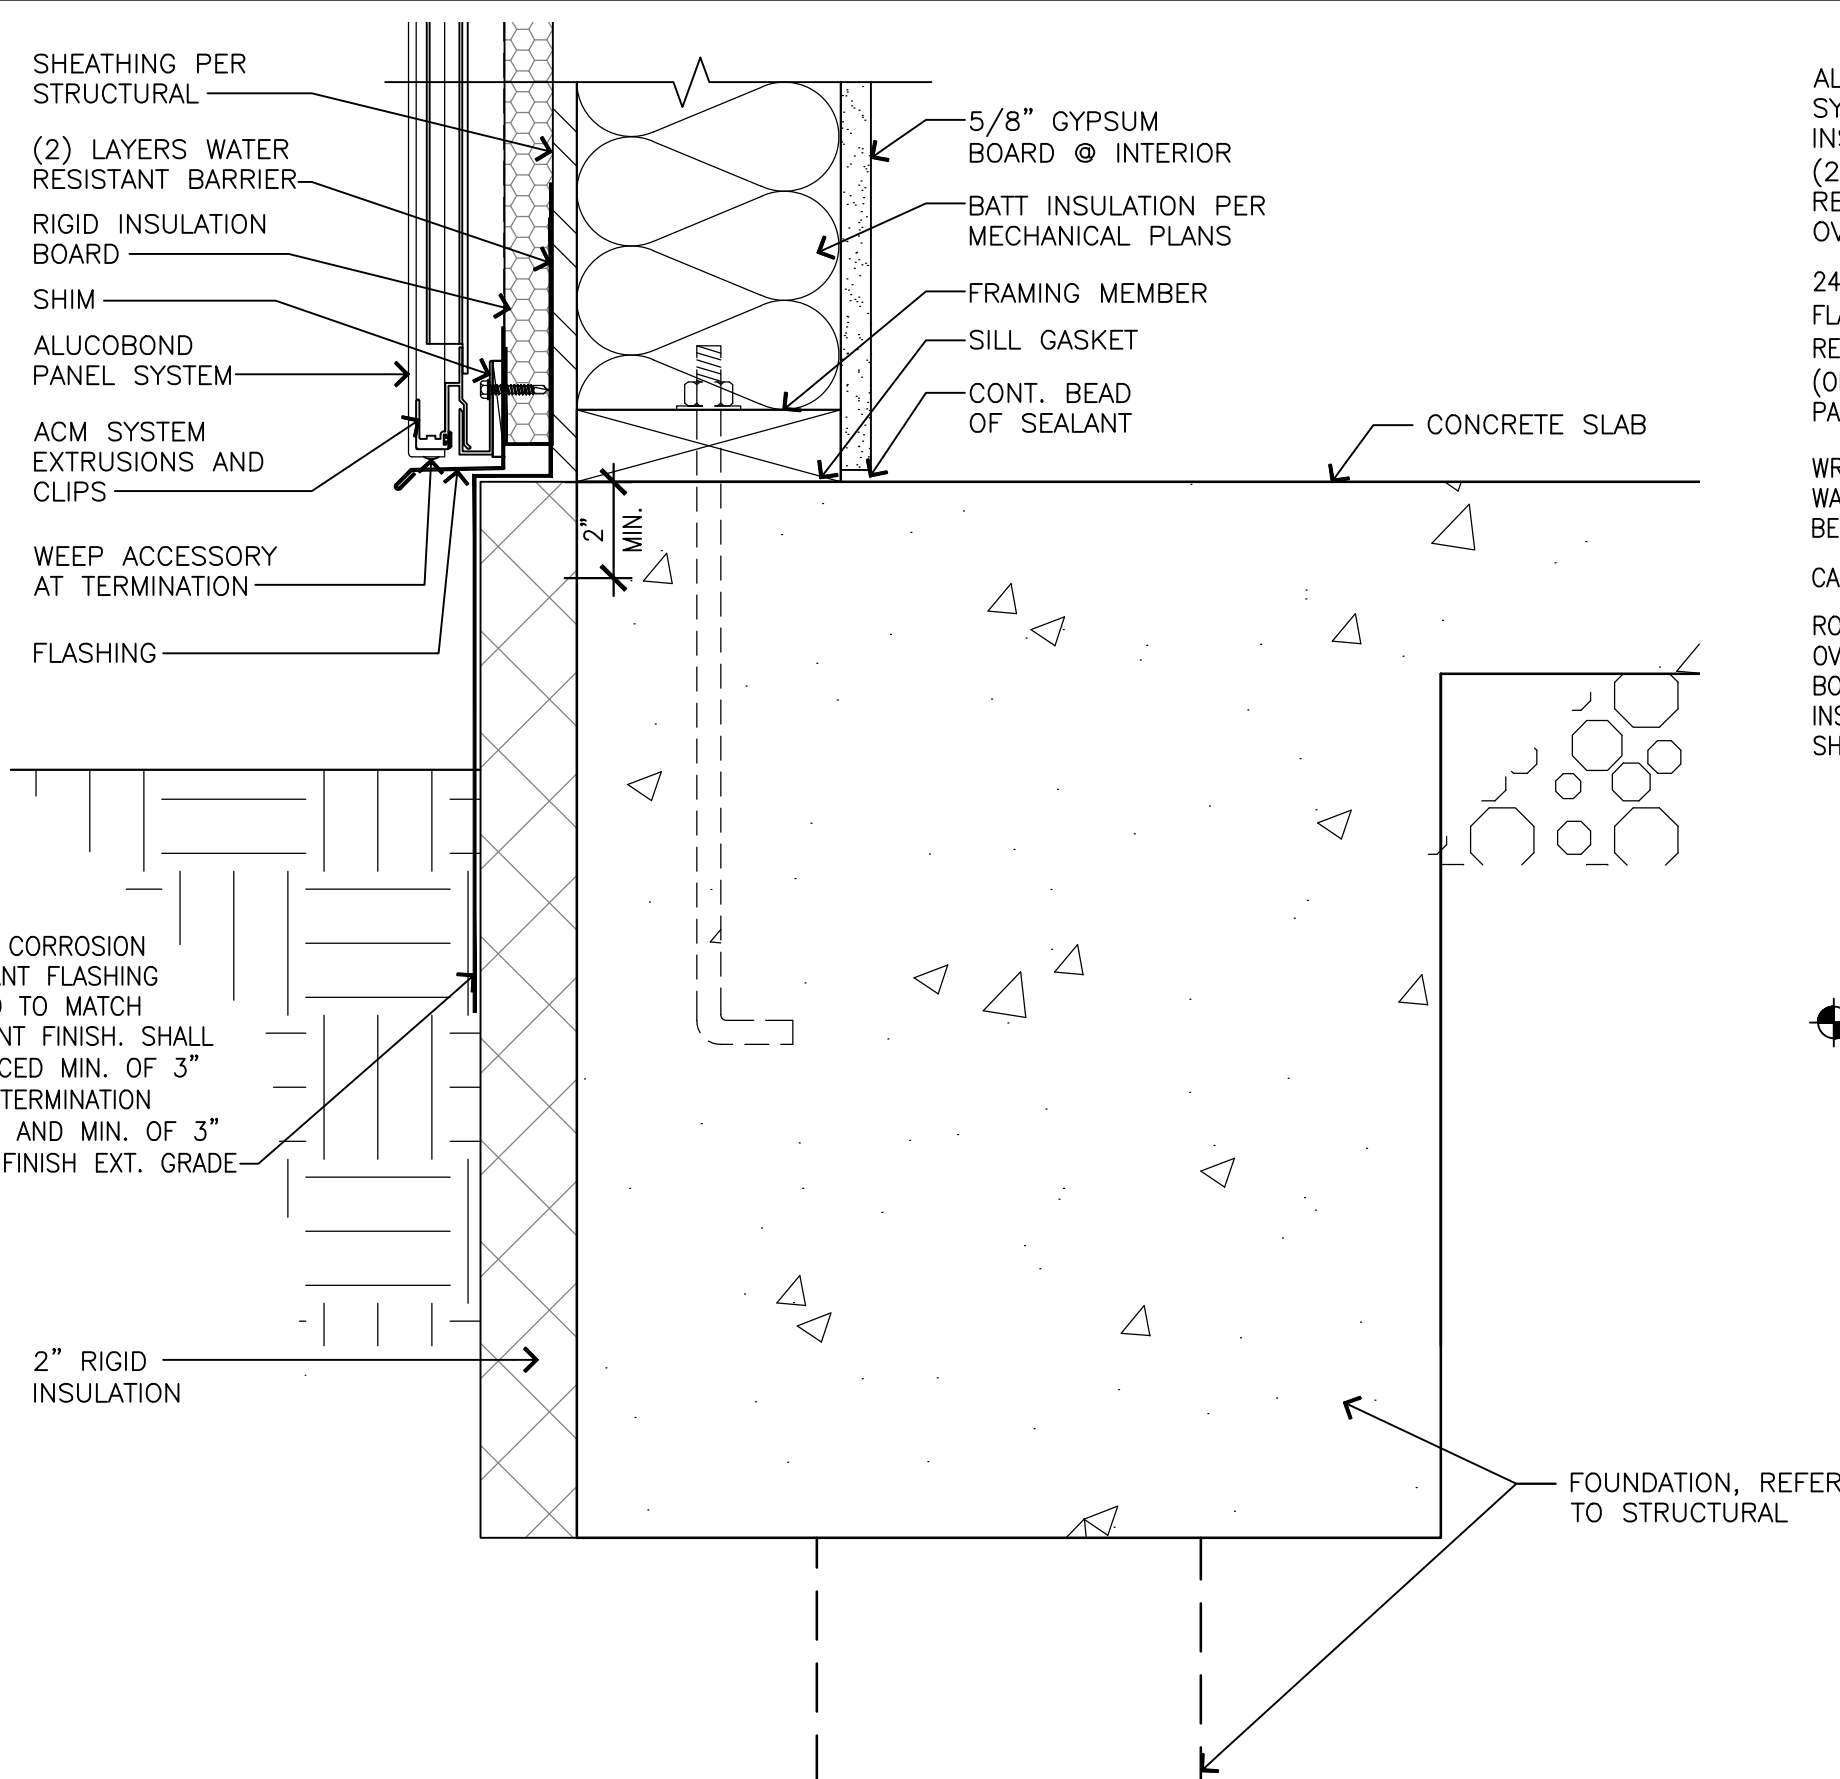 SHEATHING PER
STRUCTURAL
(2) LAYERS WATER
RESISTANT BARRIER
RIGID INSULATION
BOARD
SHIM
ALUCOBOND
PANEL SYSTEM
ACM SYSTEM
EXTRUSIONS AND
CLIPS
WEEP ACCESSORY
AT TERMINATION
FLASHING
CORROSION
FLASHING
TO MATCH
FINISH. SHALL
MIN. OF 3"
TERMINATION
AND MIN. OF 3"
FINISH EXT. GRADE
2" RIGID
INSULATION
2"
MIN.
5/8" GYPSUM
BOARD @ INTERIOR
BATT INSULATION PER
MECHANICAL PLANS
FRAMING MEMBER
SILL GASKET
CONT. BEAD
OF SEALANT
CONCRETE SLAB
FOUNDATION, REFER
TO STRUCTURAL